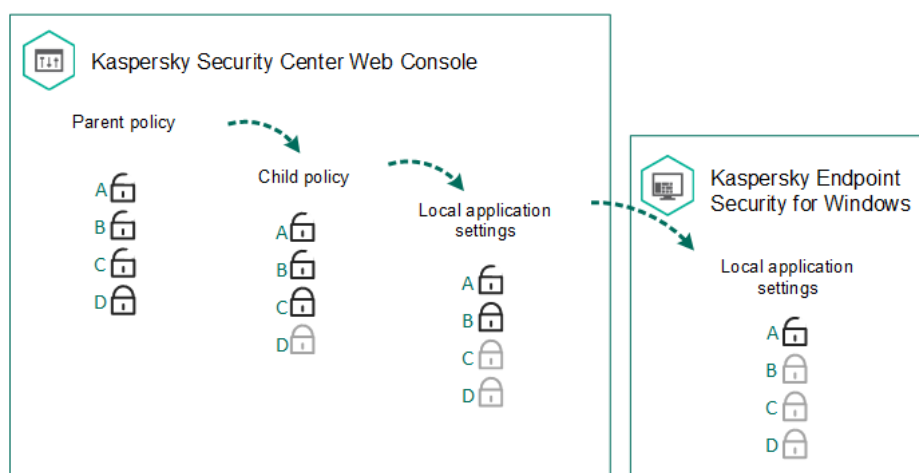 Kaspersky Security Center Web Console
Parent policy
A
B
C
D
Child policy
A
B
C
D
Local application
settings
A
B
C
D
Kaspersky Endpoint
Security for Windows
Local application
settings
A
B
C
D